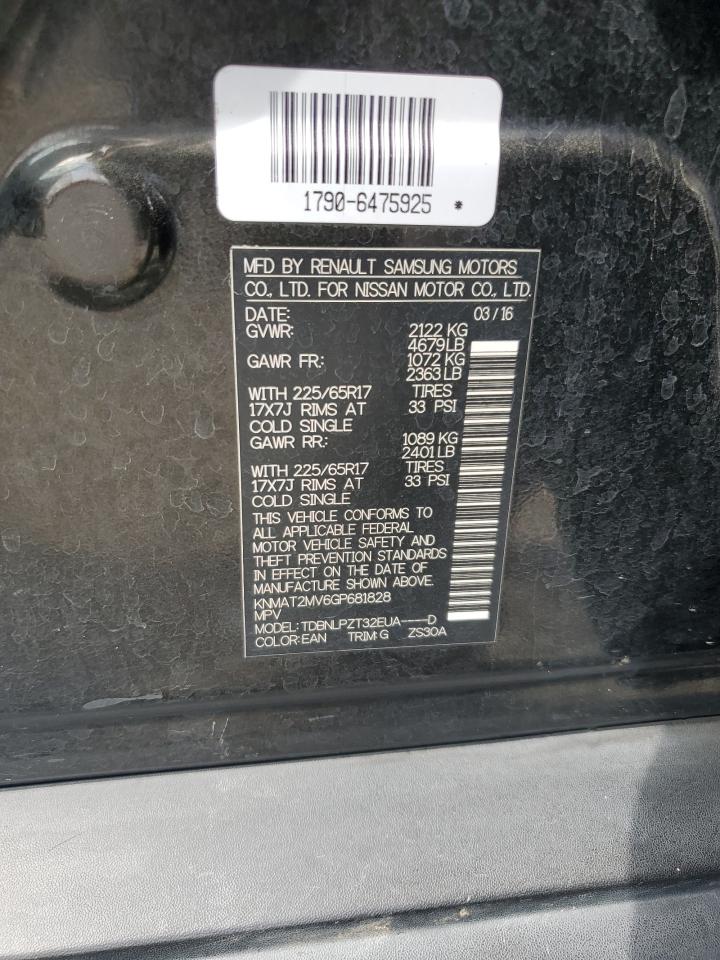 1790-6475925 *
MFD BY RENAULT SAMSUNG MOTORS
CO., LTD. FOR NISSAN MOTOR CO., LTD.
DATE: 03/16
GVWR: 2122 KG
4679LB
GAWR FR: 1072 KG
2363LB
WITH 225/65R17 TIRES
17X7J RIMS AT 33 PSI
COLD SINGLE
GAWR RR: 1089 KG
2401LB
WITH 225/65R17 TIRES
17X7J RIMS AT 33 PSI
COLD SINGLE
THIS VEHICLE CONFORMS TO
ALL APPLICABLE FEDERAL
MOTOR VEHICLE SAFETY AND
THEFT PREVENTION STANDARDS
IN EFFECT ON THE DATE OF
MANUFACTURE SHOWN ABOVE.
KNMAT2MV6GP681828
MPV
MODEL: TDBNLPZT32EUA----D
COLOR:EAN TRIM:G ZS30A